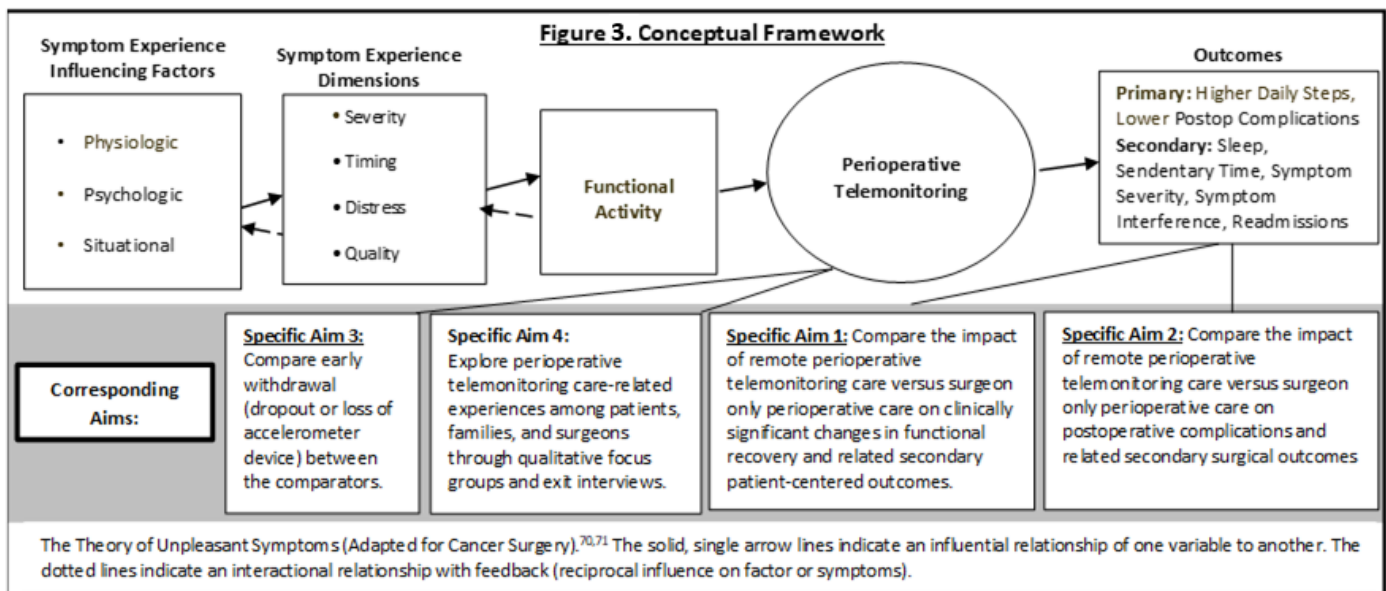 Figure 3. Conceptual Framework
Symptom Experience
Influencing Factors
• Physiologic
• Psychologic
• Situational
Symptom Experience
Dimensions
• Severity
• Timing
• Distress
• Quality
Functional
Activity
Perioperative
Telemonitoring
Outcomes
Primary: Higher Daily Steps,
Lower Postop Complications
Secondary: Sleep,
Sendentary Time, Symptom
Severity, Symptom
Interference, Readmissions
Corresponding
Aims:
Specific Aim 3:
Compare early
withdrawal
(dropout or loss of
accelerometer
device) between
the comparators.
Specific Aim 4:
Explore perioperative
telemonitoring care-related
experiences among patients,
families, and surgeons
through qualitative focus
groups and exit interviews.
Specific Aim 1: Compare the impact
of remote perioperative
telemonitoring care versus surgeon
only perioperative care on clinically
significant changes in functional
recovery and related secondary
patient-centered outcomes.
Specific Aim 2: Compare the impact
of remote perioperative
telemonitoring care versus surgeon
only perioperative care on
postoperative complications and
related secondary surgical outcomes
The Theory of Unpleasant Symptoms (Adapted for Cancer Surgery).70,71 The solid, single arrow lines indicate an influential relationship of one variable to another. The
dotted lines indicate an interactional relationship with feedback (reciprocal influence on factor or symptoms).